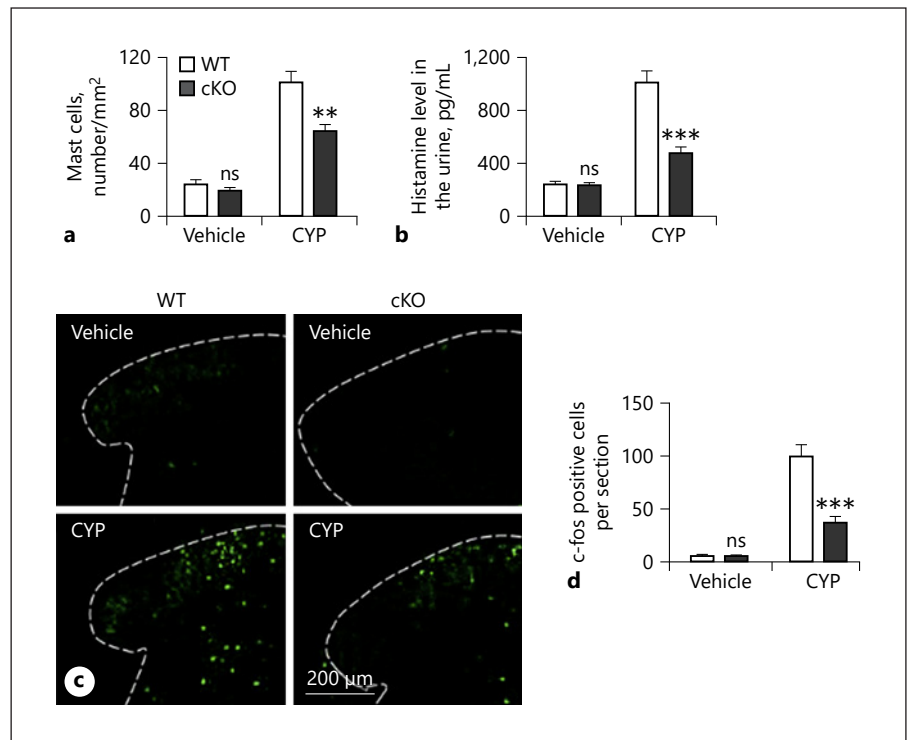 Mast cells,
number/mm²
120
80
40
0
WT
cKO
ns
**
Vehicle
CYP
a
Histamine level in
the urine, pg/mL
1,200
800
400
0
ns
***
Vehicle
CYP
b
WT
cKO
Vehicle
Vehicle
CYP
CYP
200 μm
c
c-fos positive cells
per section
150
100
50
0
ns
***
Vehicle
CYP
d